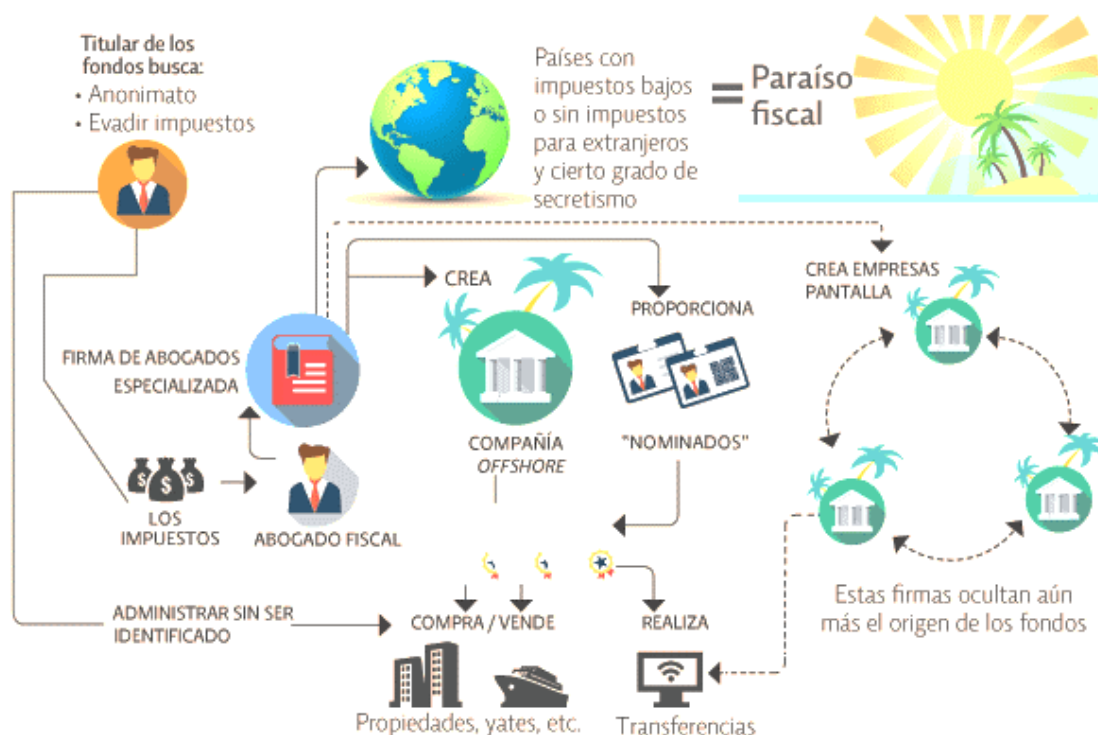 Titular de los
fondos busca:
• Anonimato
• Evadir impuestos
Países con
impuestos bajos
o sin impuestos
para extranjeros
y cierto grado de
secretismo
=
Paraíso
fiscal
CREA
PROPORCIONA
CREA EMPRESAS
PANTALLA
FIRMA DE ABOGADOS
ESPECIALIZADA
COMPAÑÍA
OFFSHORE
"NOMINADOS"
$ $ $
LOS
IMPUESTOS
ABOGADO FISCAL
Estas firmas ocultan aún
más el origen de los fondos
ADMINISTRAR SIN SER
IDENTIFICADO
COMPRA / VENDE
REALIZA
Propiedades, yates, etc.
Transferencias